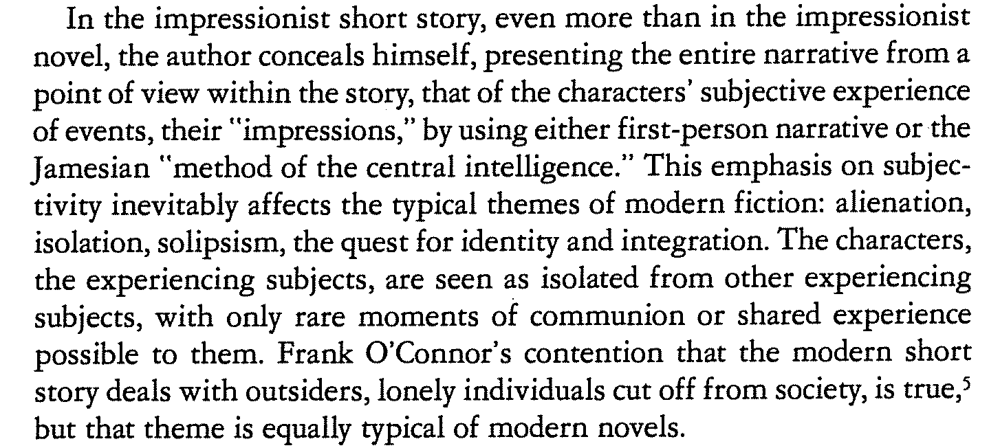 In the impressionist short story, even more than in the impressionist
novel, the author conceals himself, presenting the entire narrative from a
point of view within the story, that of the characters' subjective experience
of events, their "impressions," by using either first-person narrative or the
Jamesian "method of the central intelligence." This emphasis on subjec-
tivity inevitably affects the typical themes of modern fiction: alienation,
isolation, solipsism, the quest for identity and integration. The characters,
the experiencing subjects, are seen as isolated from other experiencing
subjects, with only rare moments of communion or shared experience
possible to them. Frank O'Connor's contention that the modern short
story deals with outsiders, lonely individuals cut off from society, is true,⁵
but that theme is equally typical of modern novels.